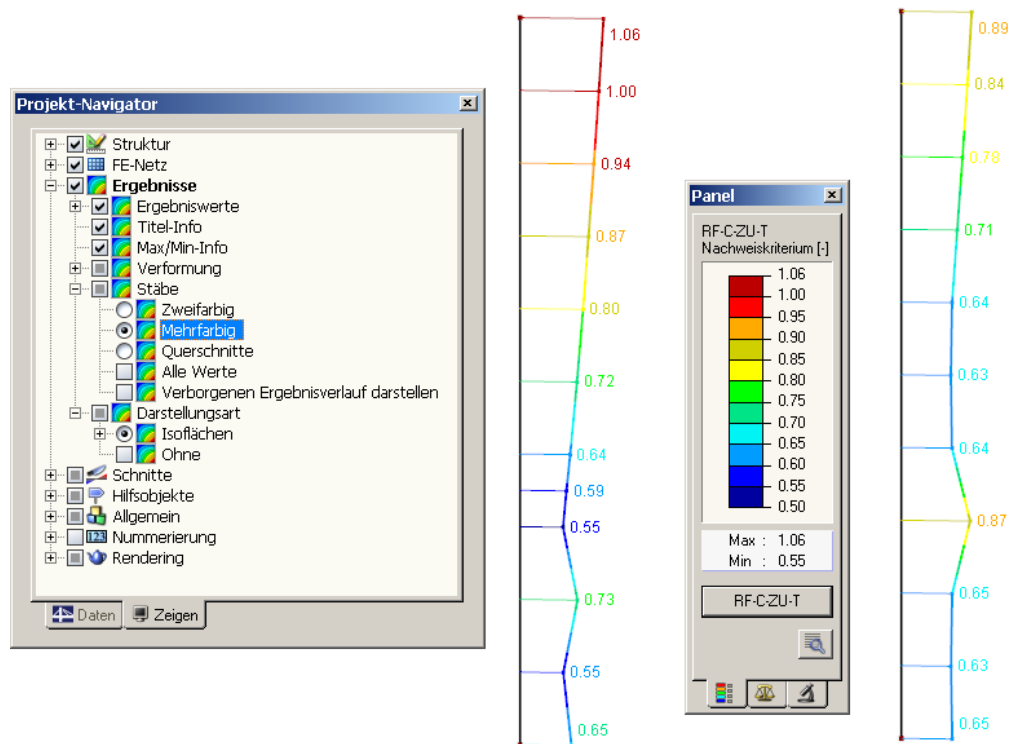 Projekt-Navigator
Struktur
FE-Netz
Ergebnisse
Ergebniswerte
Titel-Info
Max/Min-Info
Verformung
Stäbe
Zweifarbig
Mehrfarbig
Querschnitte
Alle Werte
Verborgenen Ergebnisverlauf darstellen
Darstellungsart
Isoflächen
Ohne
Schnitte
Hilfsobjekte
Allgemein
123 Nummerierung
Rendering
Daten Zeigen
1.06
1.00
0.94
0.87
0.80
0.72
0.64
0.59
0.55
0.73
0.55
0.65
Panel
RF-C-ZU-T
Nachweiskriterium [-]
1.06
1.00
0.95
0.90
0.85
0.80
0.75
0.70
0.65
0.60
0.55
0.50
Max : 1.06
Min : 0.55
RF-C-ZU-T
0.89
0.84
0.78
0.71
0.64
0.63
0.64
0.87
0.65
0.63
0.65